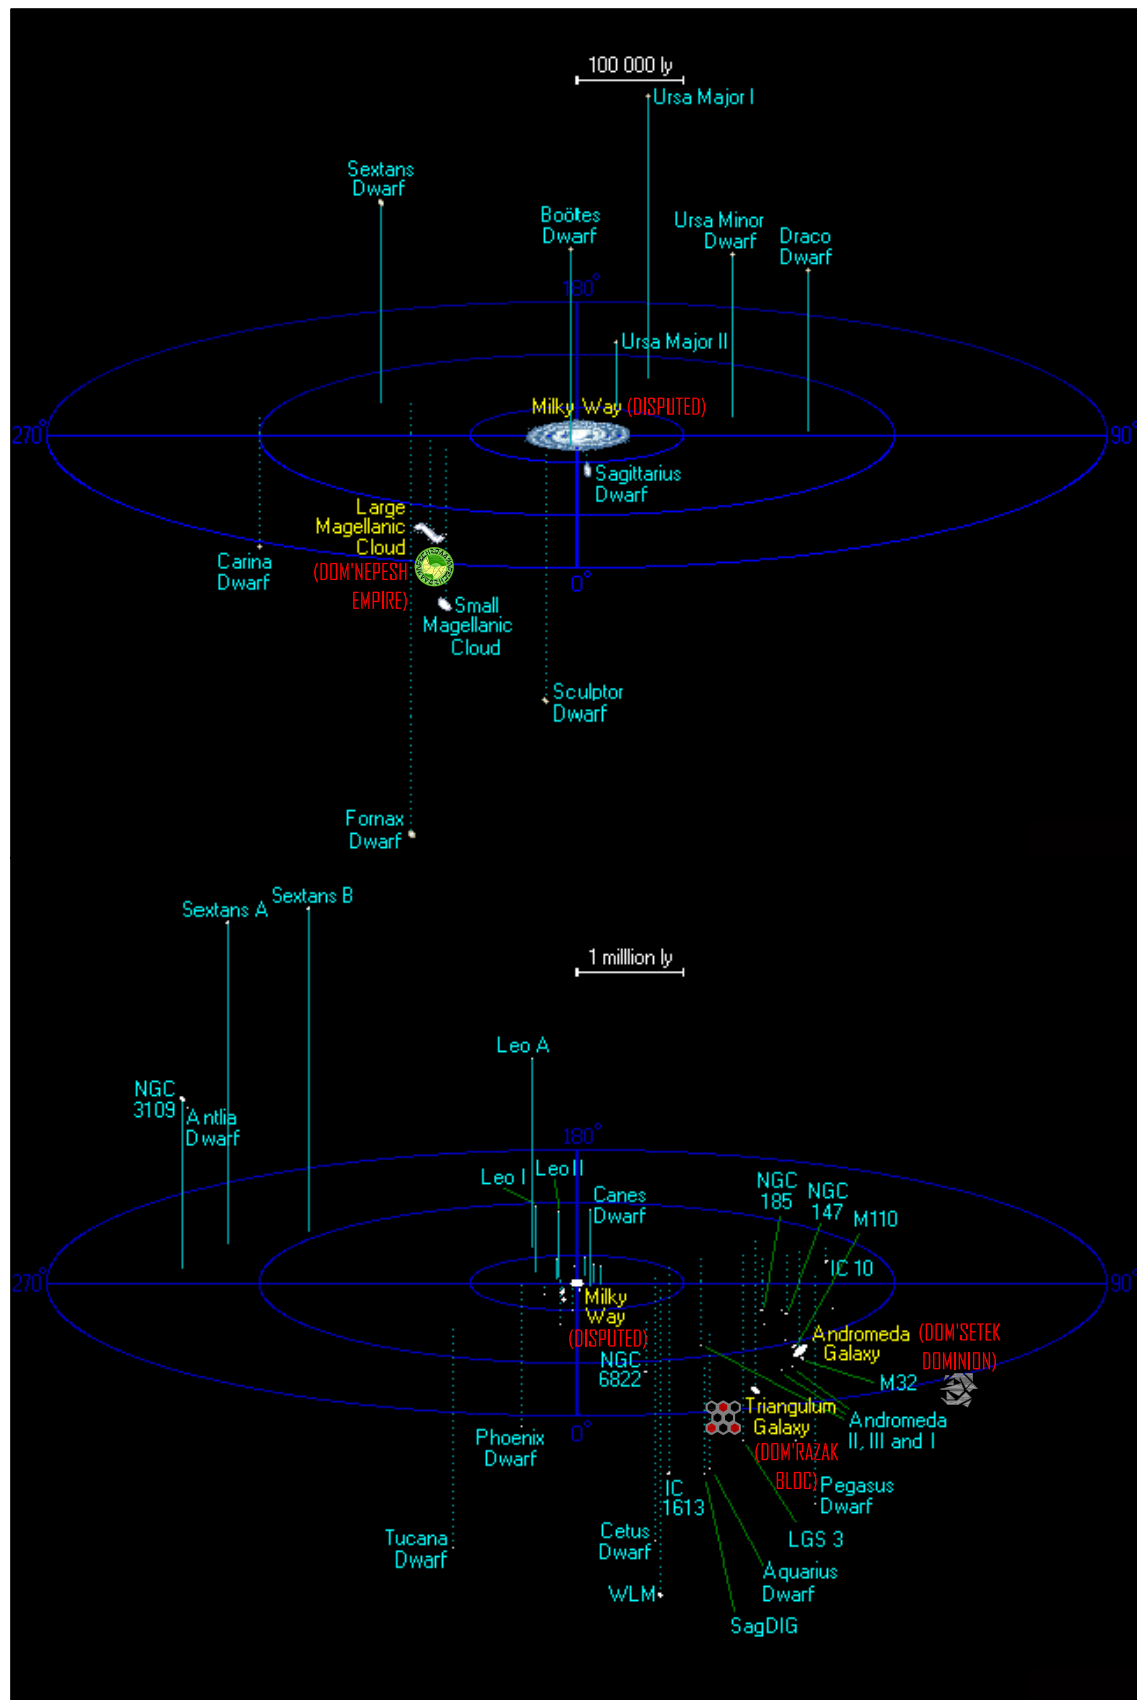 100 000 ly
Ursa Major I
Sextans
Dwarf
Boötes
Dwarf
Ursa Minor
Dwarf
Draco
Dwarf
180°
Ursa Major II
Milky Way (DISPUTED)
270°
90°
Sagittarius
Dwarf
Large
Magellanic
Cloud
(DOM'NEPESH
EMPIRE)
Carina
Dwarf
0°
Small
Magellanic
Cloud
Sculptor
Dwarf
Fornax
Dwarf
Sextans A
Sextans B
1 milllion ly
Leo A
NGC
3109
Antlia
Dwarf
180°
Leo I
Leo II
Canes
Dwarf
NGC
185
NGC
147
M110
IC 10
270°
90°
Milky
Way
(DISPUTED)
NGC
6822
Andromeda
Galaxy
(DOM'SETEK
DOMINION)
M32
Triangulum
Galaxy
(DOM'RAZAK
BLOC)
Andromeda
II, III and I
0°
Phoenix
Dwarf
IC
1613
Pegasus
Dwarf
Tucana
Dwarf
Cetus
Dwarf
LGS 3
WLM
Aquarius
Dwarf
SagDIG